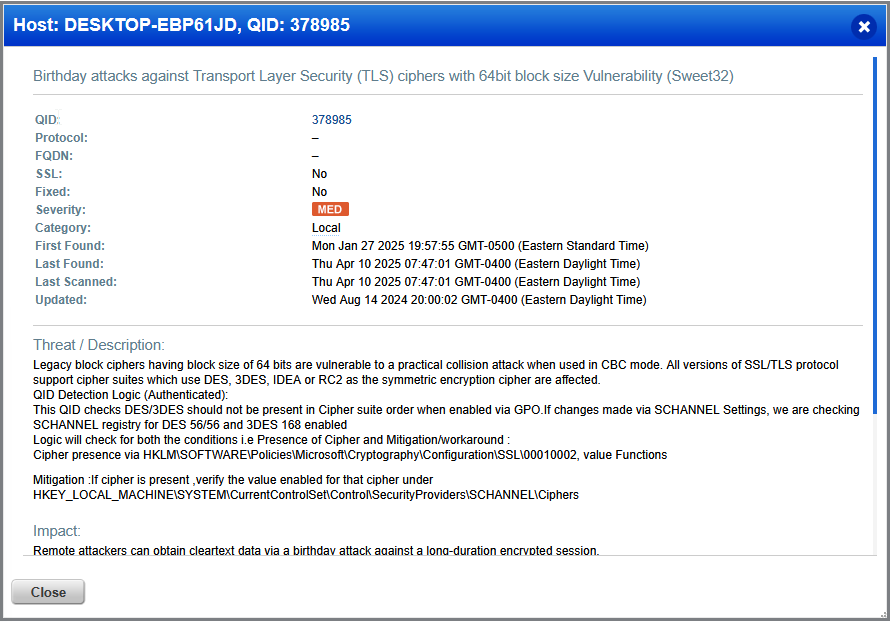 Host: DESKTOP-EBP61JD, QID: 378985
Birthday attacks against Transport Layer Security (TLS) ciphers with 64bit block size Vulnerability (Sweet32)
QID: 378985
Protocol: –
FQDN: –
SSL: No
Fixed: No
Severity: MED
Category: Local
First Found: Mon Jan 27 2025 19:57:55 GMT-0500 (Eastern Standard Time)
Last Found: Thu Apr 10 2025 07:47:01 GMT-0400 (Eastern Daylight Time)
Last Scanned: Thu Apr 10 2025 07:47:01 GMT-0400 (Eastern Daylight Time)
Updated: Wed Aug 14 2024 20:00:02 GMT-0400 (Eastern Daylight Time)
Threat / Description:
Legacy block ciphers having block size of 64 bits are vulnerable to a practical collision attack when used in CBC mode. All versions of SSL/TLS protocol
support cipher suites which use DES, 3DES, IDEA or RC2 as the symmetric encryption cipher are affected.
QID Detection Logic (Authenticated):
This QID checks DES/3DES should not be present in Cipher suite order when enabled via GPO.If changes made via SCHANNEL Settings, we are checking
SCHANNEL registry for DES 56/56 and 3DES 168 enabled
Logic will check for both the conditions i.e Presence of Cipher and Mitigation/workaround :
Cipher presence via HKLM\SOFTWARE\Policies\Microsoft\Cryptography\Configuration\SSL\00010002, value Functions
Mitigation :If cipher is present ,verify the value enabled for that cipher under
HKEY_LOCAL_MACHINE\SYSTEM\CurrentControlSet\Control\SecurityProviders\SCHANNEL\Ciphers
Impact:
Remote attackers can obtain cleartext data via a birthday attack against a long-duration encrypted session.
Close